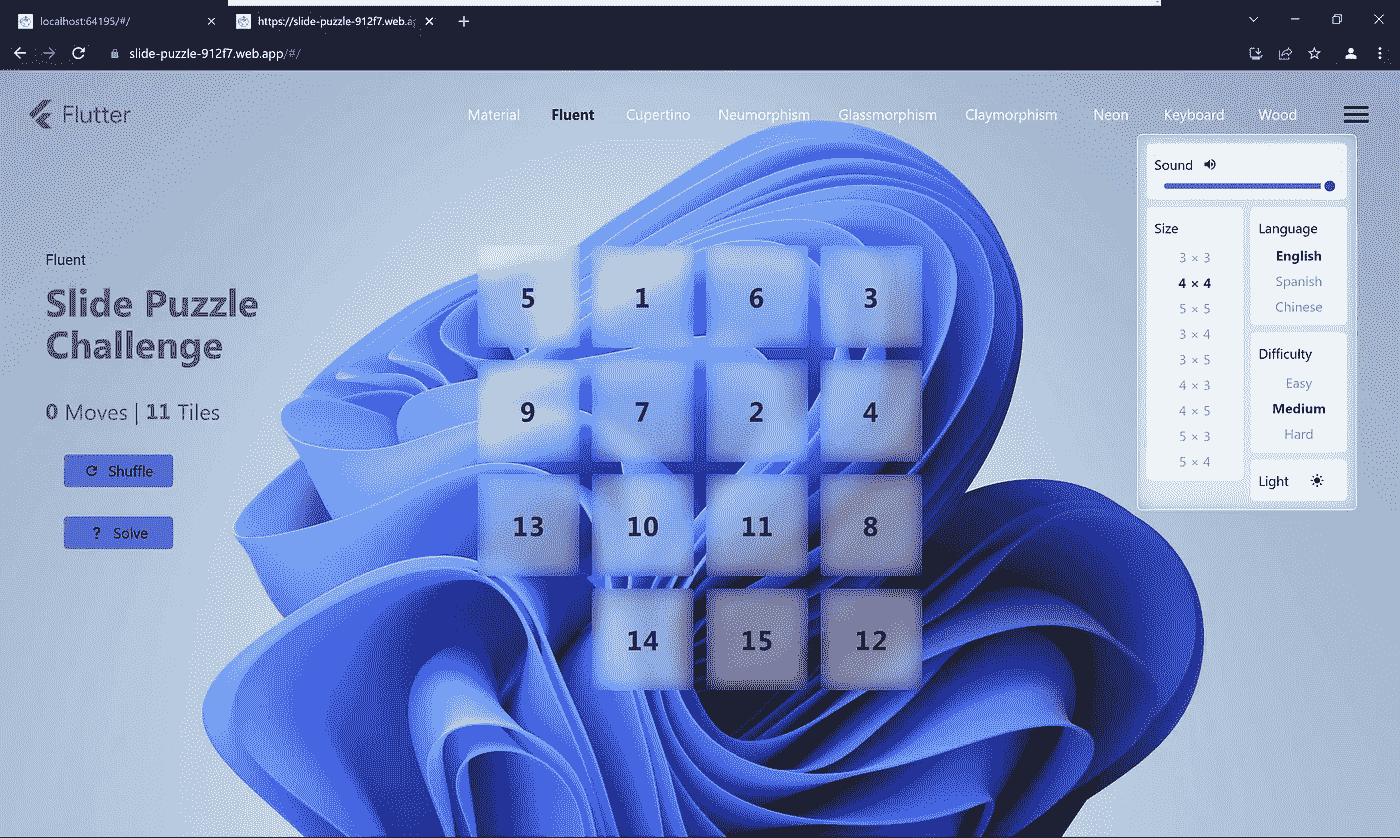 localhost:64195/#/
https://slide-puzzle-912f7.web.a
slide-puzzle-912f7.web.app/#/
Flutter
Material Fluent Cupertino Neumorphism Glassmorphism Claymorphism Neon Keyboard Wood
Fluent
Slide Puzzle
Challenge
0 Moves | 11 Tiles
Shuffle
? Solve
5 1 6 3
9 7 2 4
13 10 11 8
14 15 12
Sound
Size
3 × 3
4 × 4
5 × 5
3 × 4
3 × 5
4 × 3
4 × 5
5 × 3
5 × 4
Language
English
Spanish
Chinese
Difficulty
Easy
Medium
Hard
Light